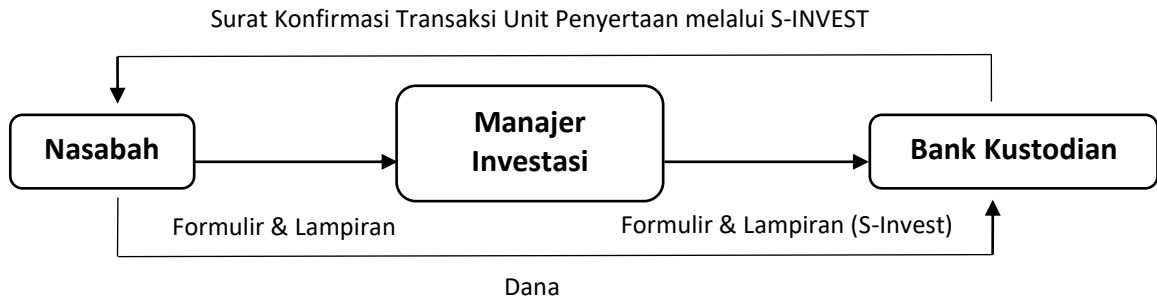 Surat Konfirmasi Transaksi Unit Penyertaan melalui S-INVEST
Nasabah
Manajer
Investasi
Bank Kustodian
Formulir & Lampiran
Formulir & Lampiran (S-Invest)
Dana